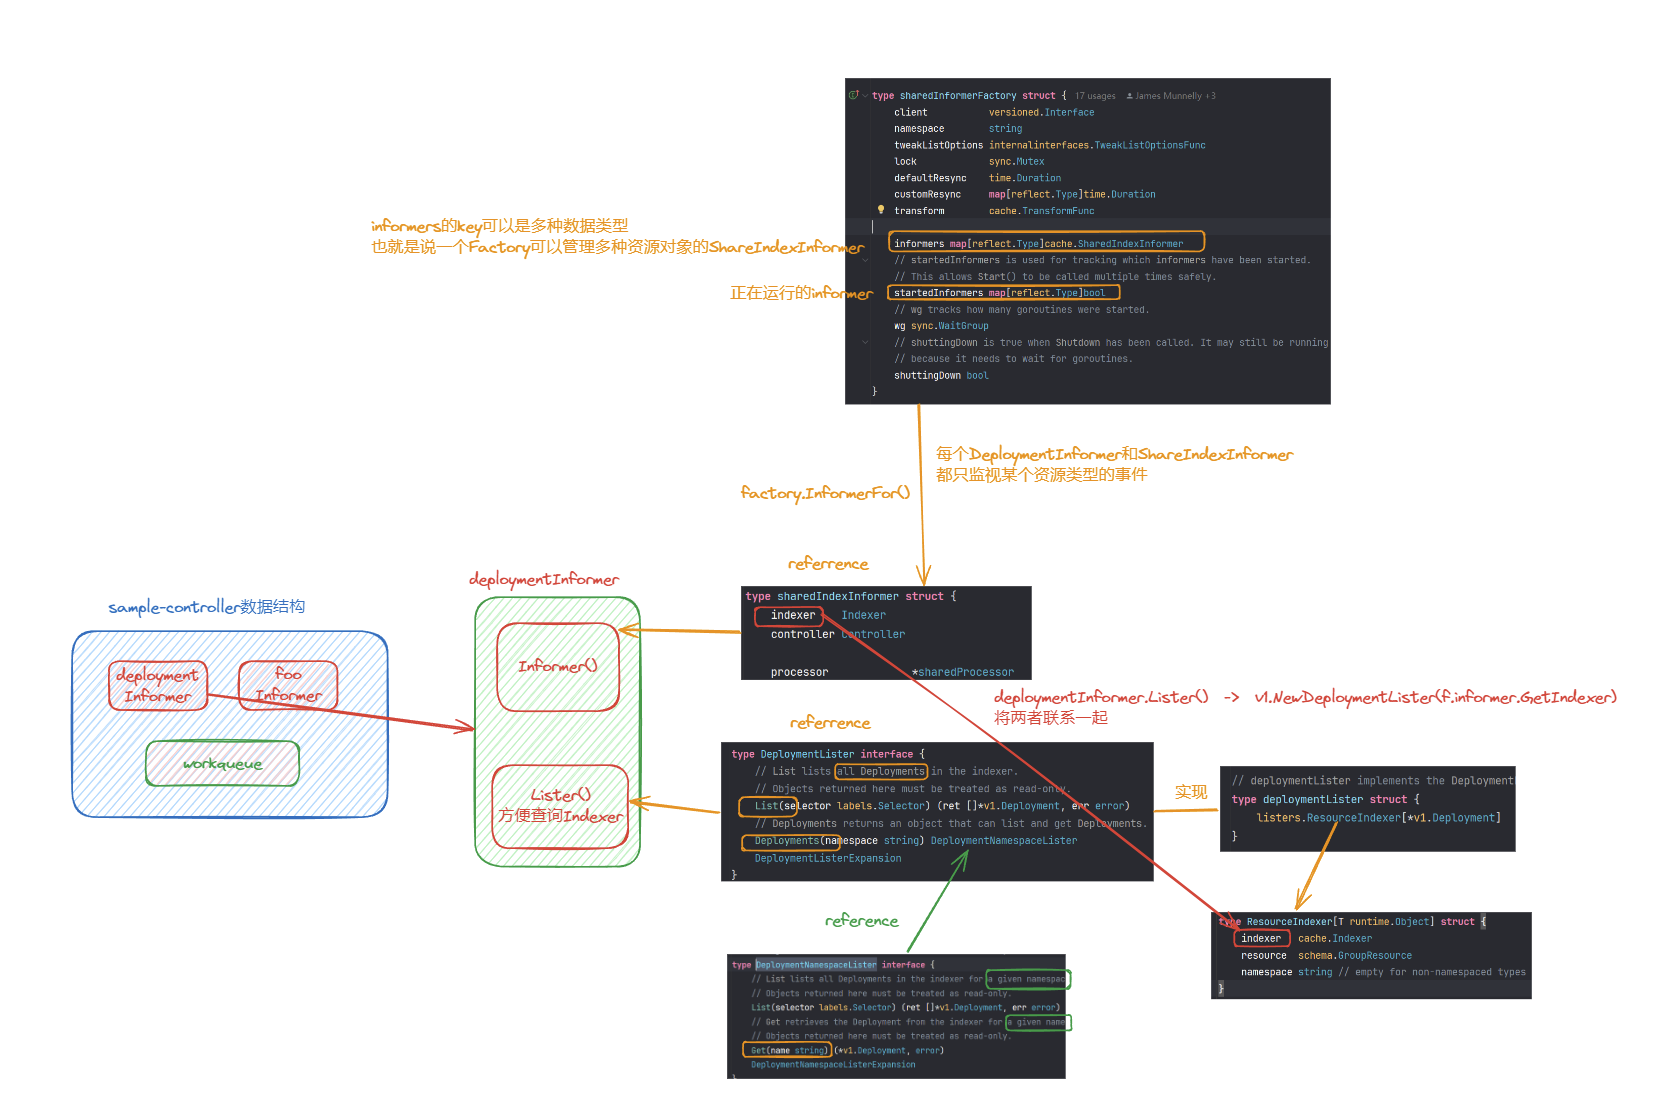 type sharedInformerFactory struct { 17 usages James Munnelly +3
client versioned.Interface
namespace string
tweakListOptions internalinterfaces.TweakListOptionsFunc
lock sync.Mutex
defaultResync time.Duration
customResync map[reflect.Type]time.Duration
transform cache.TransformFunc
informers map[reflect.Type]cache.SharedIndexInformer
// startedInformers is used for tracking which informers have been started.
// This allows Start() to be called multiple times safely.
startedInformers map[reflect.Type]bool
// wg tracks how many goroutines were started.
wg sync.WaitGroup
// shuttingDown is true when Shutdown has been called. It may still be running
// because it needs to wait for goroutines.
shuttingDown bool
}
informers的key可以是多种数据类型
也就是说一个Factory可以管理多种资源对象的ShareIndexInformer
正在运行的informer
每个DeploymentInformer和ShareIndexInformer
都只监视某个资源类型的事件
factory.InformerFor()
referrence
type sharedIndexInformer struct {
indexer Indexer
controller Controller
processor *sharedProcessor
sample-controller数据结构
deployment
Informer
foo
Informer
workqueue
deploymentInformer
Informer()
Lister()
方便查询Indexer
deploymentInformer.Lister() -> v1.NewDeploymentLister(f.informer.GetIndexer)
将两者联系一起
referrence
type DeploymentLister interface {
// List lists all Deployments in the indexer.
// Objects returned here must be treated as read-only.
List(selector labels.Selector) (ret []*v1.Deployment, err error)
// Deployments returns an object that can list and get Deployments.
Deployments(namespace string) DeploymentNamespaceLister
DeploymentListerExpansion
}
实现
// deploymentLister implements the Deployment
type deploymentLister struct {
listers.ResourceIndexer[*v1.Deployment]
}
type ResourceIndexer[T runtime.Object] struct {
indexer cache.Indexer
resource schema.GroupResource
namespace string // empty for non-namespaced types
}
reference
type DeploymentNamespaceLister interface {
// List lists all Deployments in the indexer for a given namespac
// Objects returned here must be treated as read-only.
List(selector labels.Selector) (ret []*v1.Deployment, err error)
// Get retrieves the Deployment from the indexer for a given name
// Objects returned here must be treated as read-only.
Get(name string) (*v1.Deployment, error)
DeploymentNamespaceListerExpansion
}